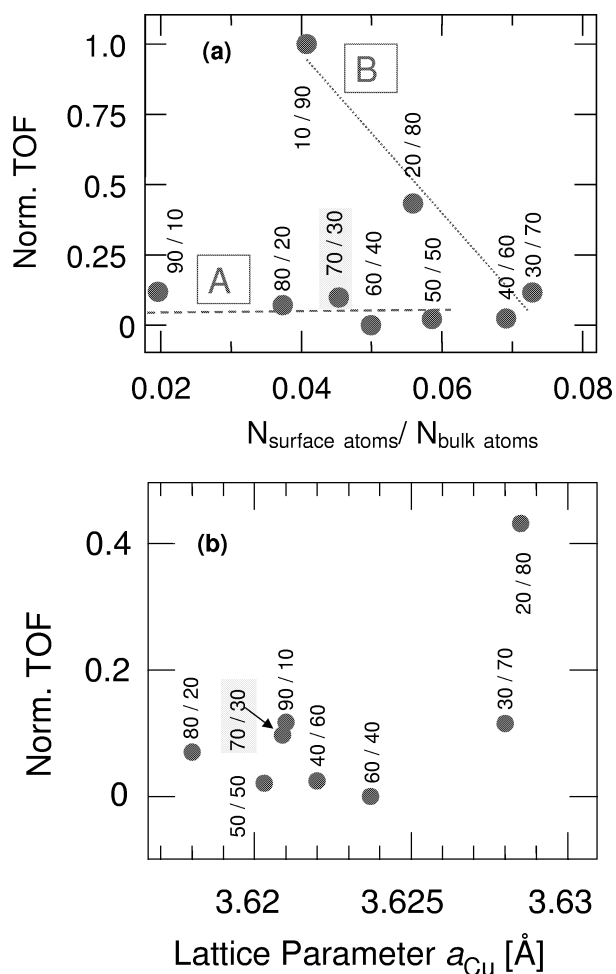 (a)
B
A
Norm. TOF
1.0
0.75
0.5
0.25
0
90 / 10
80 / 20
70 / 30
10 / 90
60 / 40
20 / 80
50 / 50
40 / 60
30 / 70
0.02 0.04 0.06 0.08
Nsurface atoms/ Nbulk atoms
(b)
Norm. TOF
0.4
0.2
0
80 / 20
70 / 30
50 / 50
90 / 10
40 / 60
60 / 40
30 / 70
20 / 80
3.62 3.625 3.63
Lattice Parameter aCu [Å]